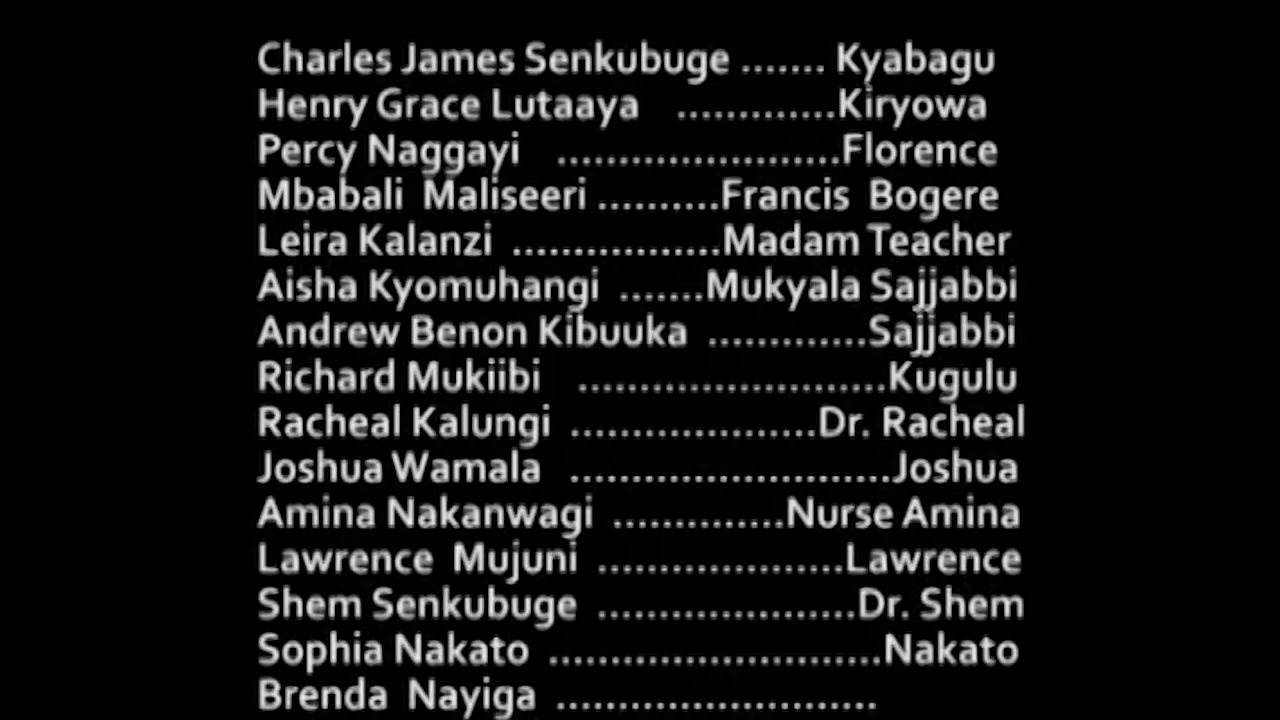 Charles James Senkubuge ....... Kyabagu
Henry Grace Lutaaya .............Kiryowa
Percy Naggayi .......................Florence
Mbabali Maliseeri ..........Francis Bogere
Leira Kalanzi .................Madam Teacher
Aisha Kyomuhangi .......Mukyala Sajjabbi
Andrew Benon Kibuuka .............Sajjabbi
Richard Mukiibi .........................Kugulu
Racheal Kalungi ....................Dr. Racheal
Joshua Wamala ..........................Joshua
Amina Nakanwagi ..............Nurse Amina
Lawrence Mujuni ....................Lawrence
Shem Senkubuge .....................Dr. Shem
Sophia Nakato ...........................Nakato
Brenda Nayiga ..........................